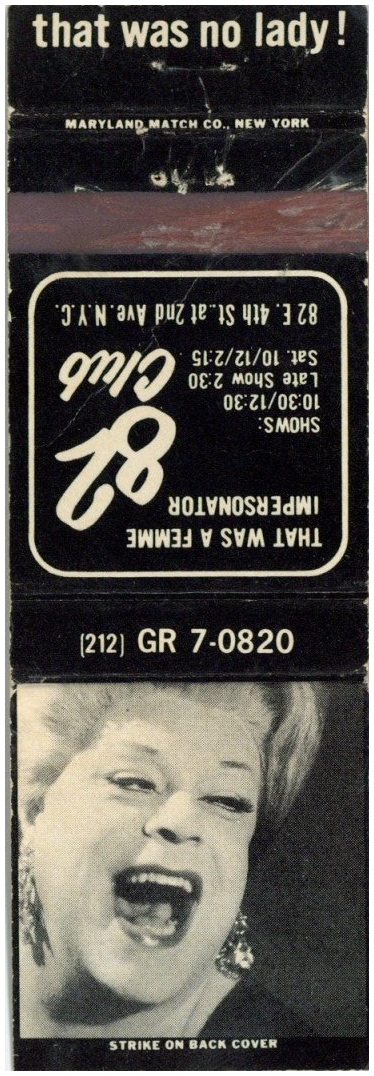 that was no lady!
MARYLAND MATCH CO., NEW YORK
THAT WAS A FEMME
IMPERSONATOR
82
Club
SHOWS:
10:30/12:30
Late Show 2:30
Sat. 10/12/2:15
82 E. 4th St..at 2nd Ave N.Y.C.
(212) GR 7-0820
STRIKE ON BACK COVER